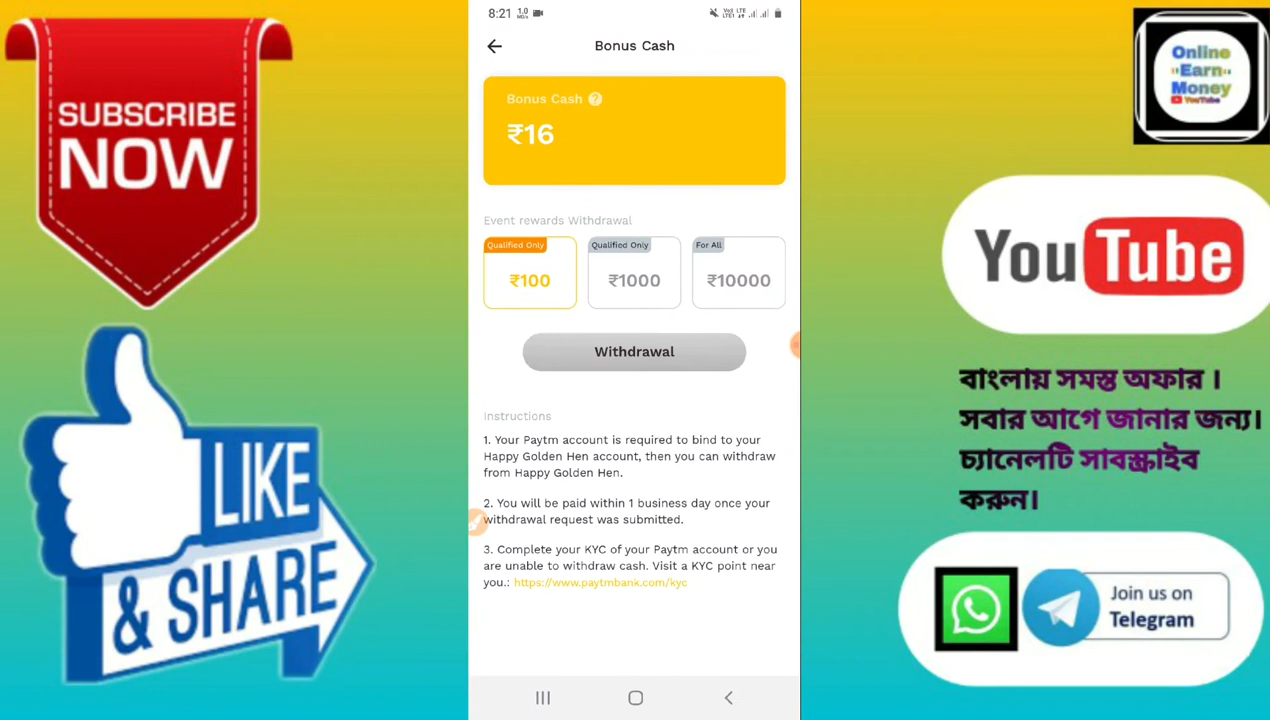 SUBSCRIBE
NOW
LIKE
& SHARE
8:21 1.0
Bonus Cash
Bonus Cash ?
₹16
Event rewards Withdrawal
Qualified Only
₹100
Qualified Only
₹1000
For All
₹10000
Withdrawal
Instructions
1. Your Paytm account is required to bind to your
Happy Golden Hen account, then you can withdraw
from Happy Golden Hen.
2. You will be paid within 1 business day once your
withdrawal request was submitted.
3. Complete your KYC of your Paytm account or you
are unable to withdraw cash. Visit a KYC point near
you.: https://www.paytmbank.com/kyc
Online
Earn
Money
YouTube
YouTube
বাংলায় সমস্ত অফার ।
সবার আগে জানার জন্য।
চ্যানেলটি সাবস্ক্রাইব
করুন।
Join us on
Telegram